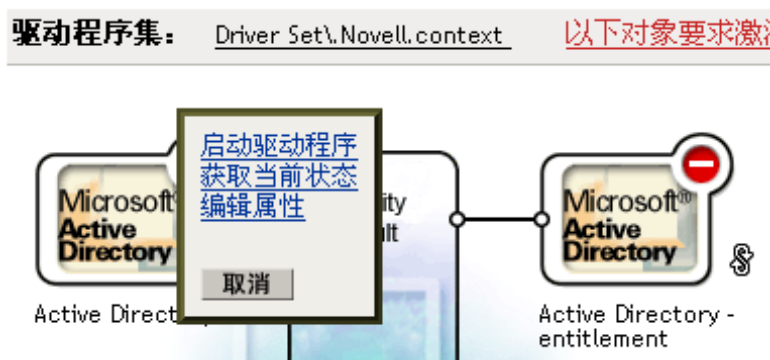 驱动程序集： Driver Set\.Novell.context 以下对象要求激
启动驱动程序
获取当前状态
编辑属性
取消
Microsoft
Active
Directory
Active Direct
ity
lt
Microsoft®
Active
Directory
Active Directory -
entitlement